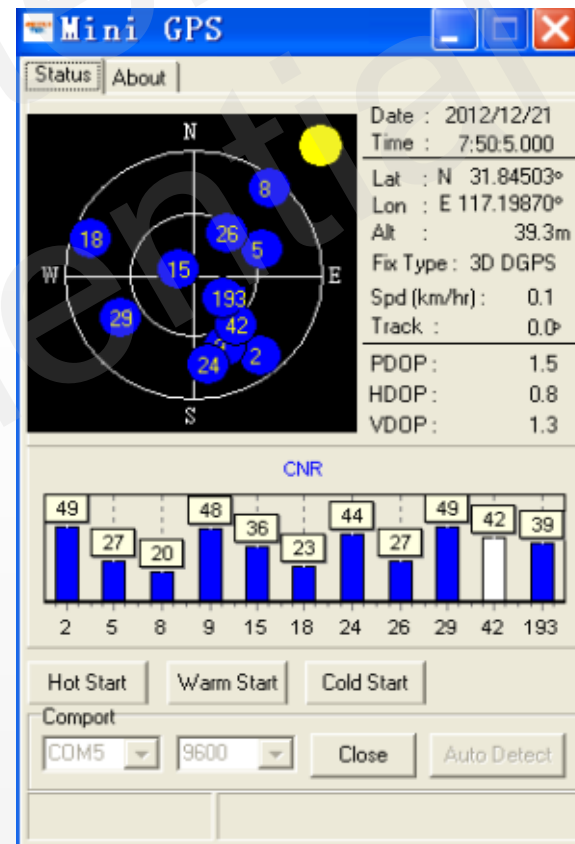 Mini GPS
Status About
N
W E
S
8
18
26
5
15
193
29
42
9
24
2
Date : 2012/12/21
Time : 7:50:5.000
Lat : N 31.84503°
Lon : E 117.19870°
Alt : 39.3m
Fix Type : 3D DGPS
Spd (km/hr) : 0.1
Track : 0.0°
PDOP : 1.5
HDOP : 0.8
VDOP : 1.3
CNR
49 27 20 48 36 23 44 27 49 42 39
2 5 8 9 15 18 24 26 29 42 193
Hot Start Warm Start Cold Start
Comport
COM5 9600 Close Auto Detect